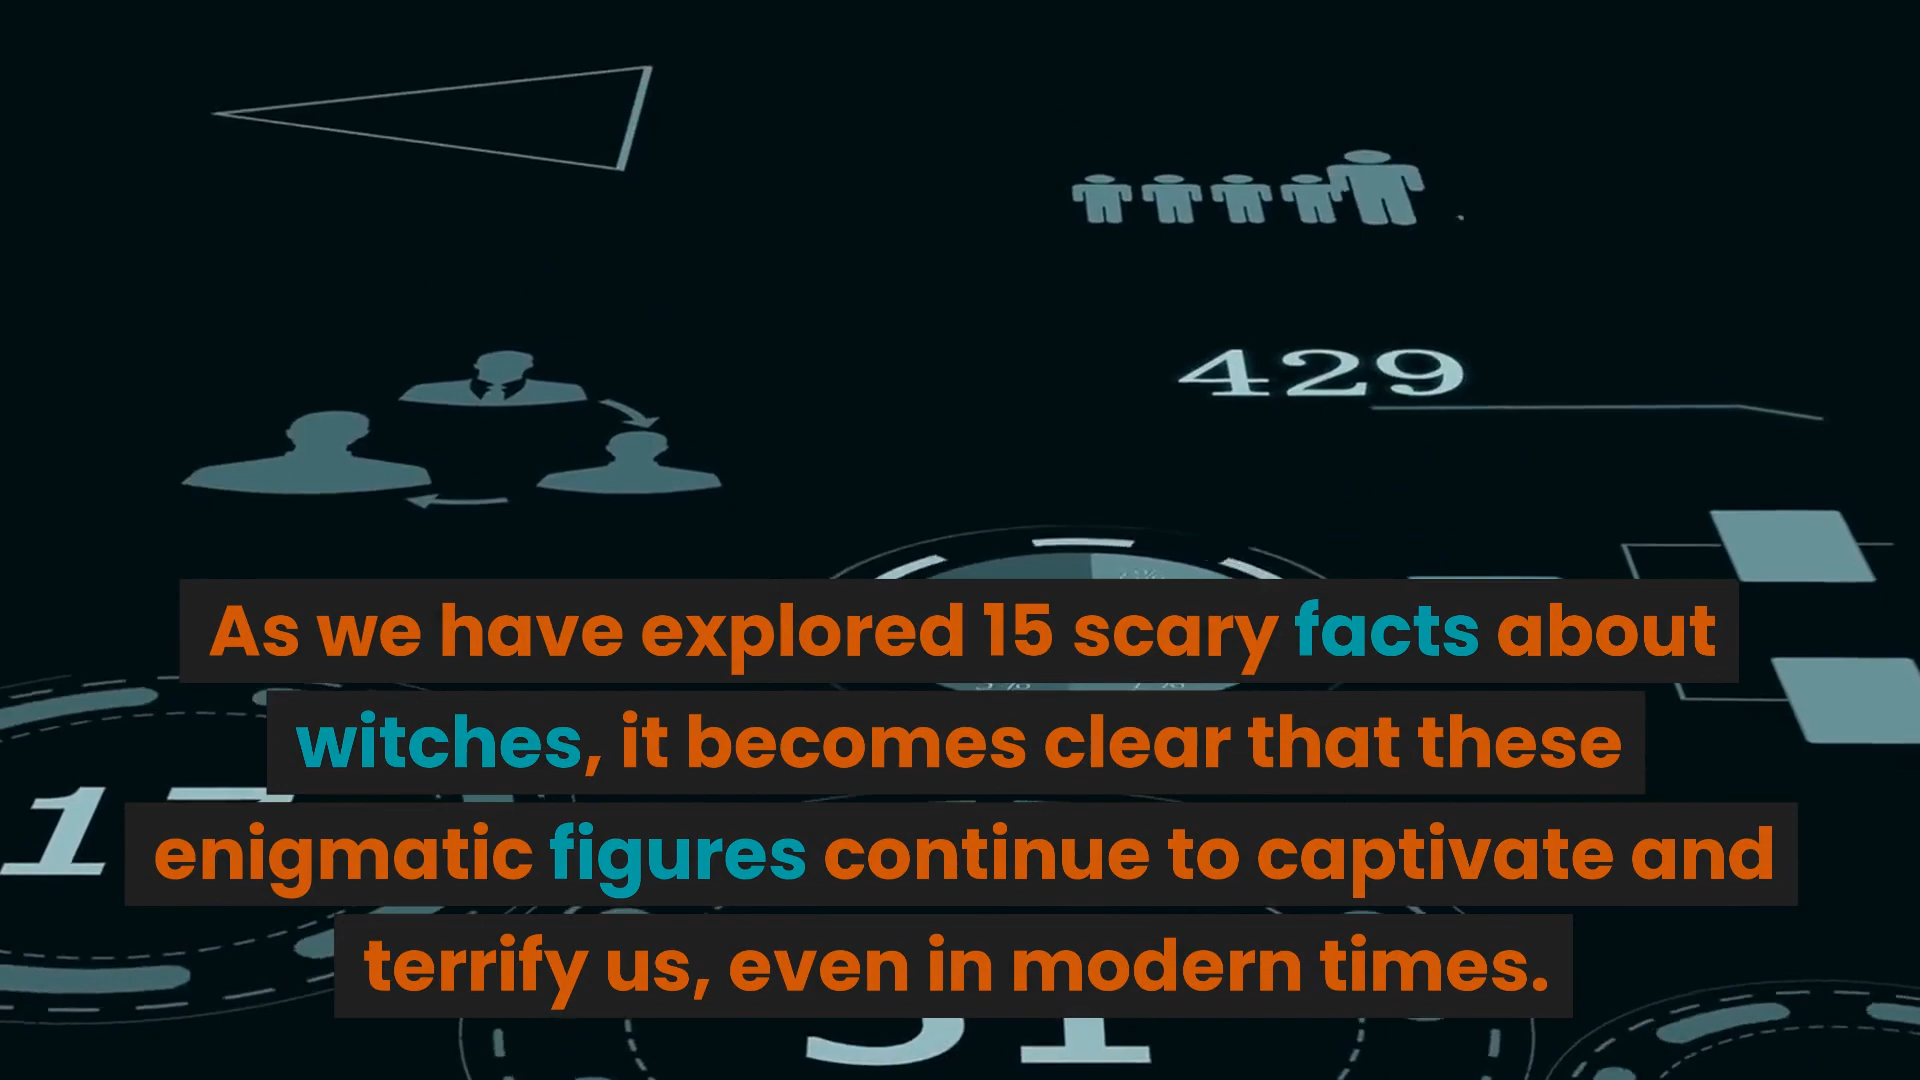 429
As we have explored 15 scary facts about
witches, it becomes clear that these
enigmatic figures continue to captivate and
terrify us, even in modern times.